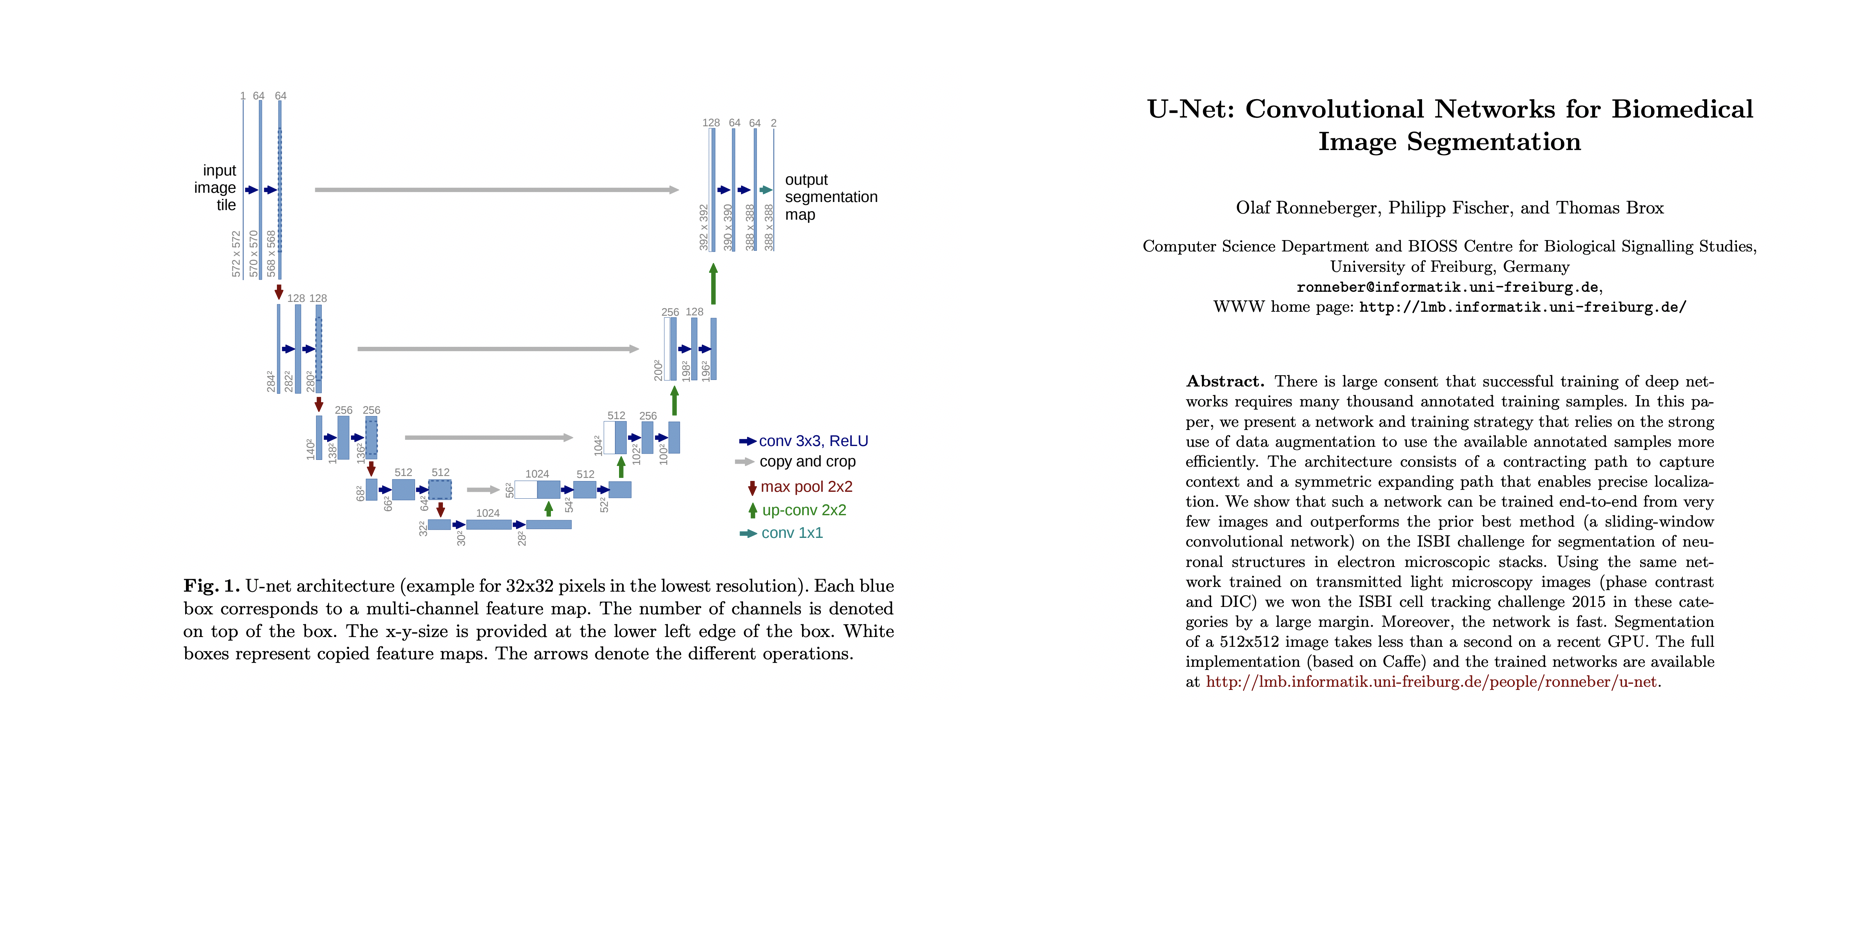 1 64 64
input
image
tile
572 x 572
570 x 570
568 x 568
128 64 64 2
output
segmentation
map
392 x 392
390 x 390
388 x 388
388 x 388
128 128
284²
282²
280²
256 128
200²
198²
196²
256 256
140²
138²
136²
512 256
104²
102²
100²
512 512
68²
66²
64²
1024 512
56²
54²
52²
1024
32²
30²
28²
conv 3x3, ReLU
copy and crop
max pool 2x2
up-conv 2x2
conv 1x1
Fig. 1. U-net architecture (example for 32x32 pixels in the lowest resolution). Each blue
box corresponds to a multi-channel feature map. The number of channels is denoted
on top of the box. The x-y-size is provided at the lower left edge of the box. White
boxes represent copied feature maps. The arrows denote the different operations.
U-Net: Convolutional Networks for Biomedical
Image Segmentation
Olaf Ronneberger, Philipp Fischer, and Thomas Brox
Computer Science Department and BIOSS Centre for Biological Signalling Studies,
University of Freiburg, Germany
ronneber@informatik.uni-freiburg.de,
WWW home page: http://lmb.informatik.uni-freiburg.de/
Abstract. There is large consent that successful training of deep net-
works requires many thousand annotated training samples. In this pa-
per, we present a network and training strategy that relies on the strong
use of data augmentation to use the available annotated samples more
efficiently. The architecture consists of a contracting path to capture
context and a symmetric expanding path that enables precise localiza-
tion. We show that such a network can be trained end-to-end from very
few images and outperforms the prior best method (a sliding-window
convolutional network) on the ISBI challenge for segmentation of neu-
ronal structures in electron microscopic stacks. Using the same net-
work trained on transmitted light microscopy images (phase contrast
and DIC) we won the ISBI cell tracking challenge 2015 in these cate-
gories by a large margin. Moreover, the network is fast. Segmentation
of a 512x512 image takes less than a second on a recent GPU. The full
implementation (based on Caffe) and the trained networks are available
at http://lmb.informatik.uni-freiburg.de/people/ronneber/u-net.